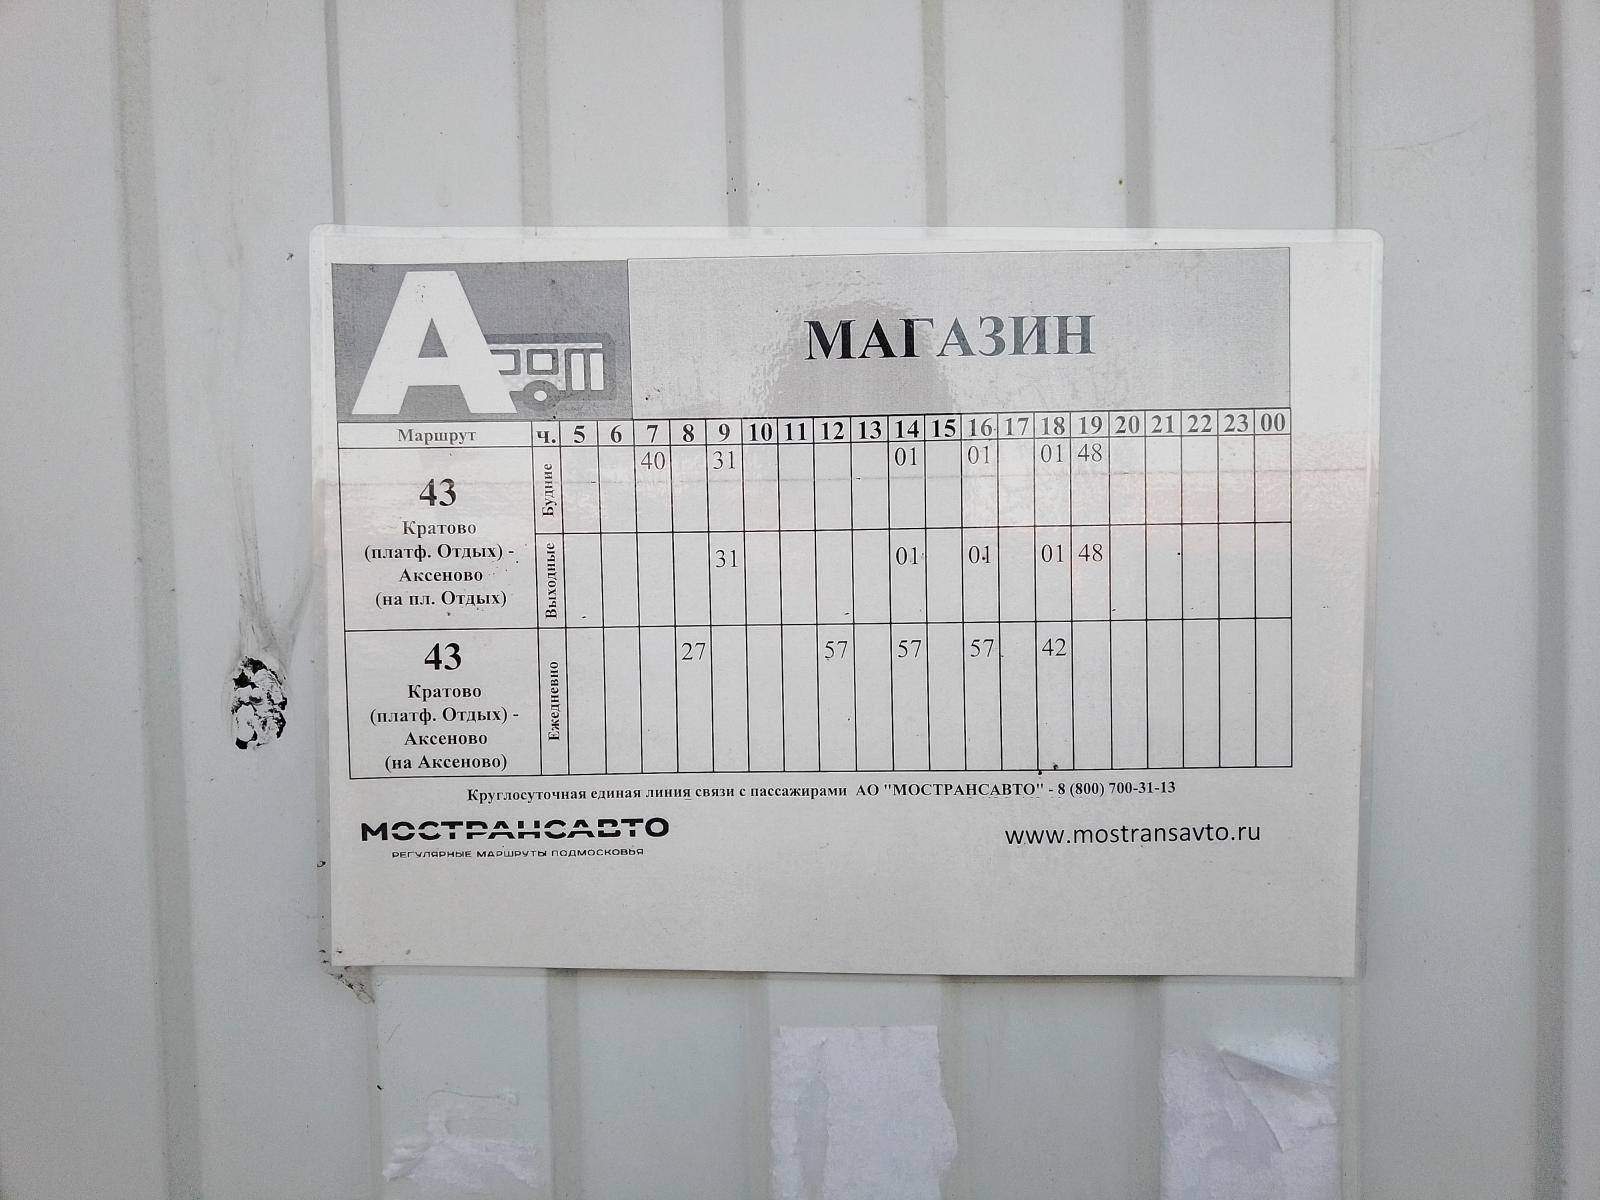 А
МАГАЗИН
Маршрут ч. 5 6 7 8 9 10 11 12 13 14 15 16 17 18 19 20 21 22 23 00
43
Кратово
(платф. Отдых) -
Аксеново
(на пл. Отдых)
Будние
40 31 01 01 01 48
Выходные
31 01 01 01 48
43
Кратово
(платф. Отдых) -
Аксеново
(на Аксеново)
Ежедневно
27 57 57 57 42
Круглосуточная единая линия связи с пассажирами АО "МОСТРАНСАВТО" - 8 (800) 700-31-13
МОСТРАНСАВТО
РЕГУЛЯРНЫЕ МАРШРУТЫ ПОДМОСКОВЬЯ
www.mostransavto.ru